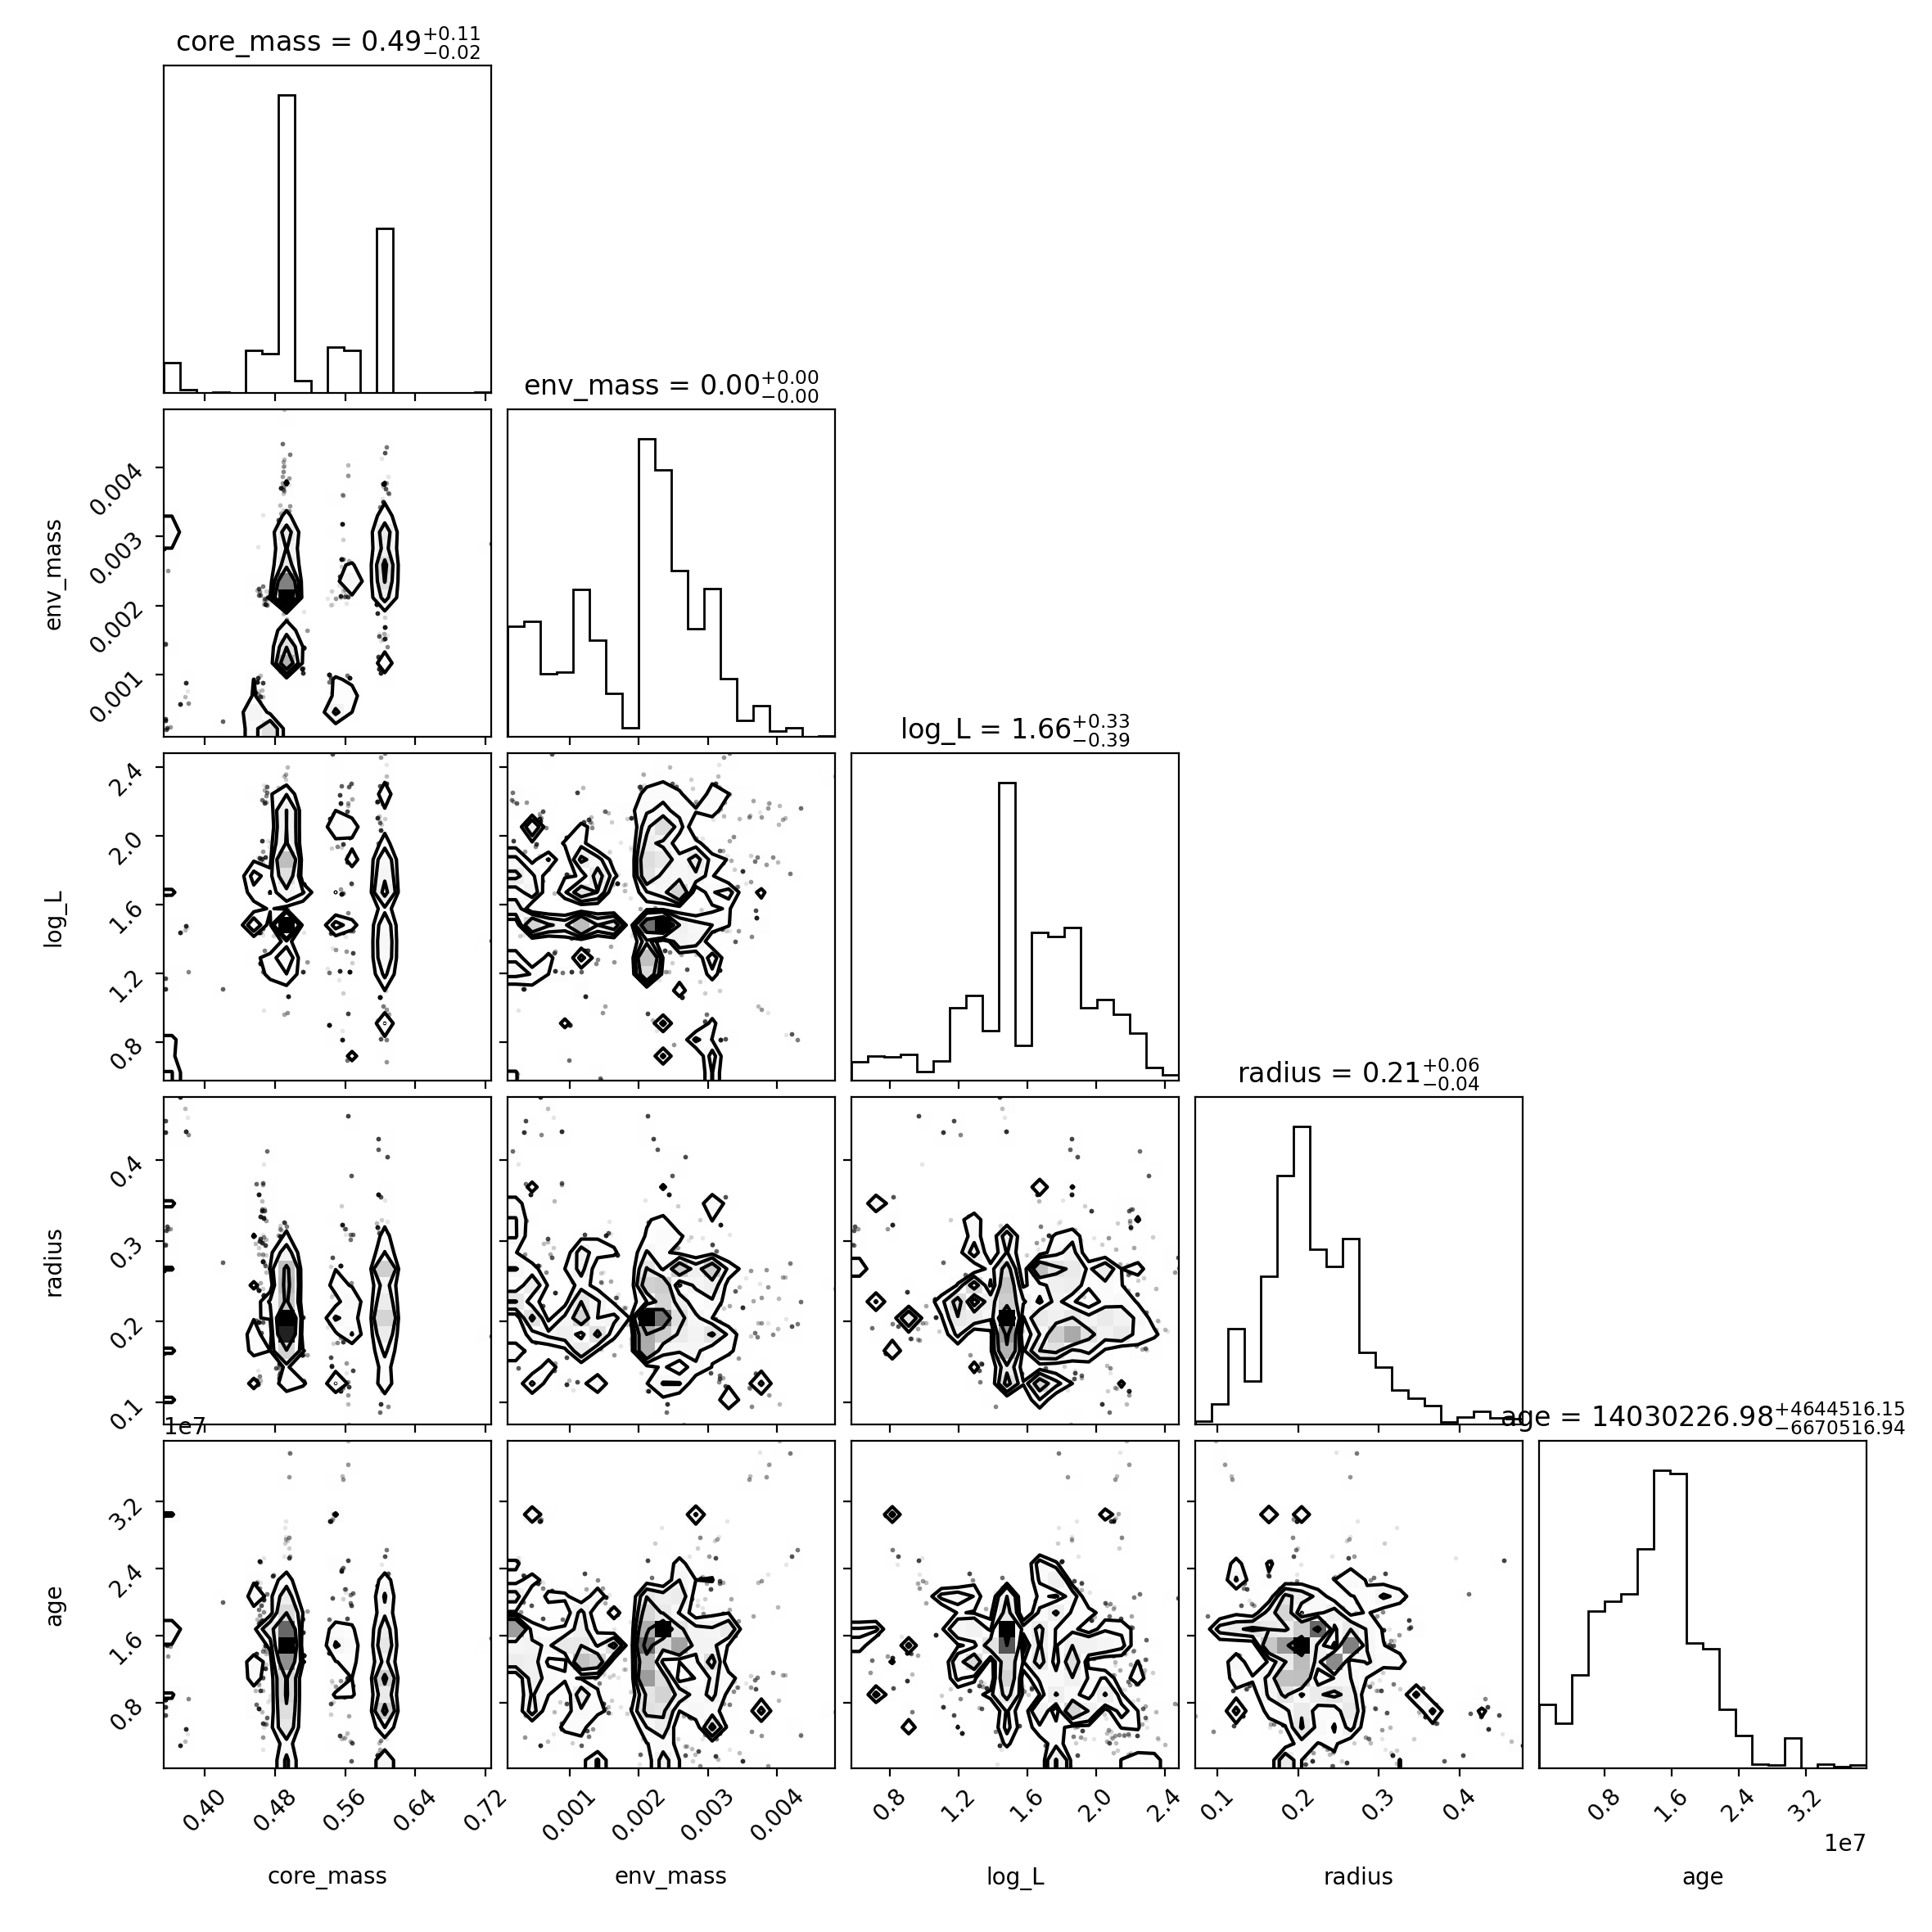 core_mass = 0.49 +0.11 −0.02
env_mass = 0.00 +0.00 −0.00
0.004
0.003
0.002
0.001
env_mass
log_L = 1.66 +0.33 −0.39
2.4
2.0
1.6
1.2
0.8
log_L
radius = 0.21 +0.06 −0.04
0.4
0.3
0.2
0.1
radius
1e7
age = 14030226.98 +4644516.15 −6670516.94
3.2
2.4
1.6
0.8
age
0.40 0.48 0.56 0.64 0.72 0.001 0.002 0.003 0.004 0.8 1.2 1.6 2.0 2.4 0.1 0.2 0.3 0.4 0.8 1.6 2.4 3.2
1e7
core_mass env_mass log_L radius age